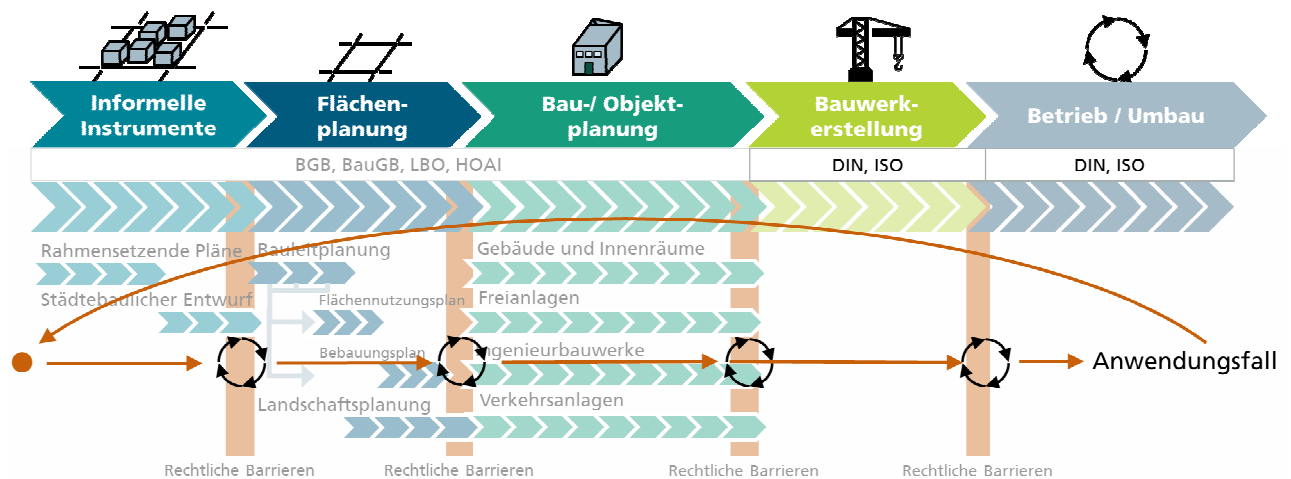 Informelle
Instrumente
Flächen-
planung
Bau-/ Objekt-
planung
Bauwerk-
erstellung
Betrieb / Umbau
BGB, BauGB, LBO, HOAI
DIN, ISO
DIN, ISO
Rahmensetzende Pläne
Bauleitplanung
Gebäude und Innenräume
Städtebaulicher Entwurf
Flächennutzungsplan
Freianlagen
Bebauungsplan
Ingenieurbauwerke
Anwendungsfall
Landschaftsplanung
Verkehrsanlagen
Rechtliche Barrieren
Rechtliche Barrieren
Rechtliche Barrieren
Rechtliche Barrieren